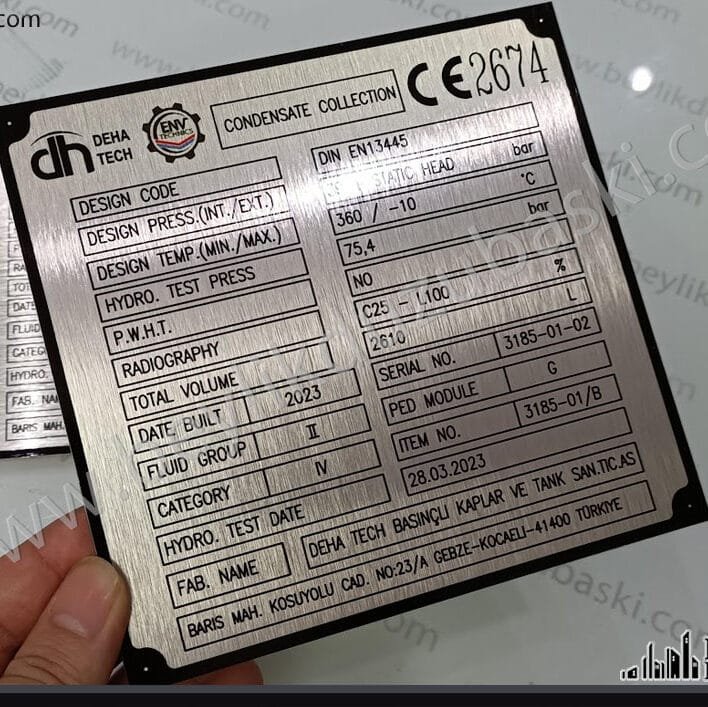 .com
dh DEHA TECH ENV TECHNICS CONDENSATE COLLECTION CE 2674
DESIGN CODE DIN EN13445
DESIGN PRESS.(INT./EXT.) STATIC HEAD bar
DESIGN TEMP.(MIN./MAX.) 360 / -10 °C
HYDRO. TEST PRESS 75,4 bar
P.W.H.T. NO
RADIOGRAPHY C25 - L100 %
TOTAL VOLUME 2610 L
DATE BUILT 2023 SERIAL NO. 3185-01-02
FLUID GROUP II PED MODULE G
CATEGORY IV ITEM NO. 3185-01/B
HYDRO. TEST DATE 28.03.2023
FAB. NAME DEHA TECH BASINÇLI KAPLAR VE TANK SAN.TIC.AS
BARIS MAH. KOSUYOLU CAD. NO:23/A GEBZE-KOCAELI-41400 TÜRKIYE